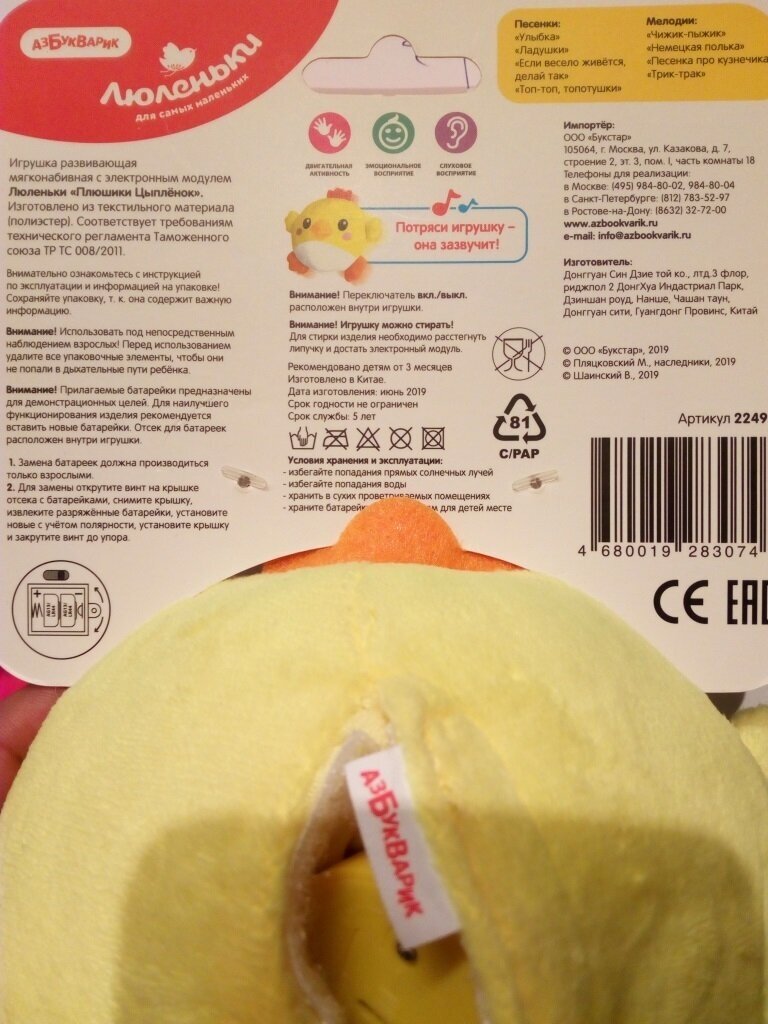 АЗБУКВАРИК
Люленьки
для самых маленьких
Игрушка развивающая
мягконабивная с электронным модулем
Люленьки «Плюшики Цыплёнок».
Изготовлено из текстильного материала
(полиэстер). Соответствует требованиям
технического регламента Таможенного
союза ТР ТС 008/2011.
Внимательно ознакомьтесь с инструкцией
по эксплуатации и информацией на упаковке!
Сохраняйте упаковку, т. к. она содержит важную
информацию.
Внимание! Использовать под непосредственным
наблюдением взрослых! Перед использованием
удалите все упаковочные элементы, чтобы они
не попали в дыхательные пути ребёнка.
Внимание! Прилагаемые батарейки предназначены
для демонстрационных целей. Для наилучшего
функционирования изделия рекомендуется
вставить новые батарейки. Отсек для батареек
расположен внутри игрушки.
1. Замена батареек должна производиться
только взрослыми.
2. Для замены открутите винт на крышке
отсека с батарейками, снимите крышку,
извлеките разряжённые батарейки, установите
новые с учётом полярности, установите крышку
и закрутите винт до упора.
ДВИГАТЕЛЬНАЯ
АКТИВНОСТЬ
ЭМОЦИОНАЛЬНОЕ
ВОСПРИЯТИЕ
СЛУХОВОЕ
ВОСПРИЯТИЕ
Потряси игрушку –
она зазвучит!
Внимание! Переключатель вкл./выкл.
расположен внутри игрушки.
Внимание! Игрушку можно стирать!
Для стирки изделия необходимо расстегнуть
липучку и достать электронный модуль.
Рекомендовано детям от 3 месяцев
Изготовлено в Китае.
Дата изготовления: июнь 2019
Срок годности не ограничен
Срок службы: 5 лет
81
C/PAP
Условия хранения и эксплуатации:
- избегайте попадания прямых солнечных лучей
- избегайте попадания воды
- хранить в сухих проветриваемых помещениях
- храните для детей месте
Песенки:
«Улыбка»
«Ладушки»
«Если весело живётся,
делай так»
«Топ-топ, топотушки»
Мелодии:
«Чижик-пыжик»
«Немецкая полька»
«Песенка про кузнечика
«Трик-трак»
Импортёр:
ООО «Букстар»
105064, г. Москва, ул. Казакова, д. 7,
строение 2, эт. 3, пом. I, часть комнаты 18
Телефоны для реализации:
в Москве: (495) 984-80-02, 984-80-04
в Санкт-Петербурге: (812) 783-52-97
в Ростове-на-Дону: (8632) 32-72-00
www.azbookvarik.ru
e-mail: info@azbookvarik.ru
Изготовитель:
Донггуан Син Дзие той ко., лтд.3 флор,
риджпол 2 ДонгХуа Индастриал Парк,
Дзиншан роуд, Нанше, Чашан таун,
Донггуан сити, Гуангдонг Провинс, Китай
© ООО «Букстар», 2019
© Пляцковский М., наследники, 2019
© Шаинский В., 2019
Артикул 2249
4 680019 283074
CE EAC
АЗБУКВАРИК